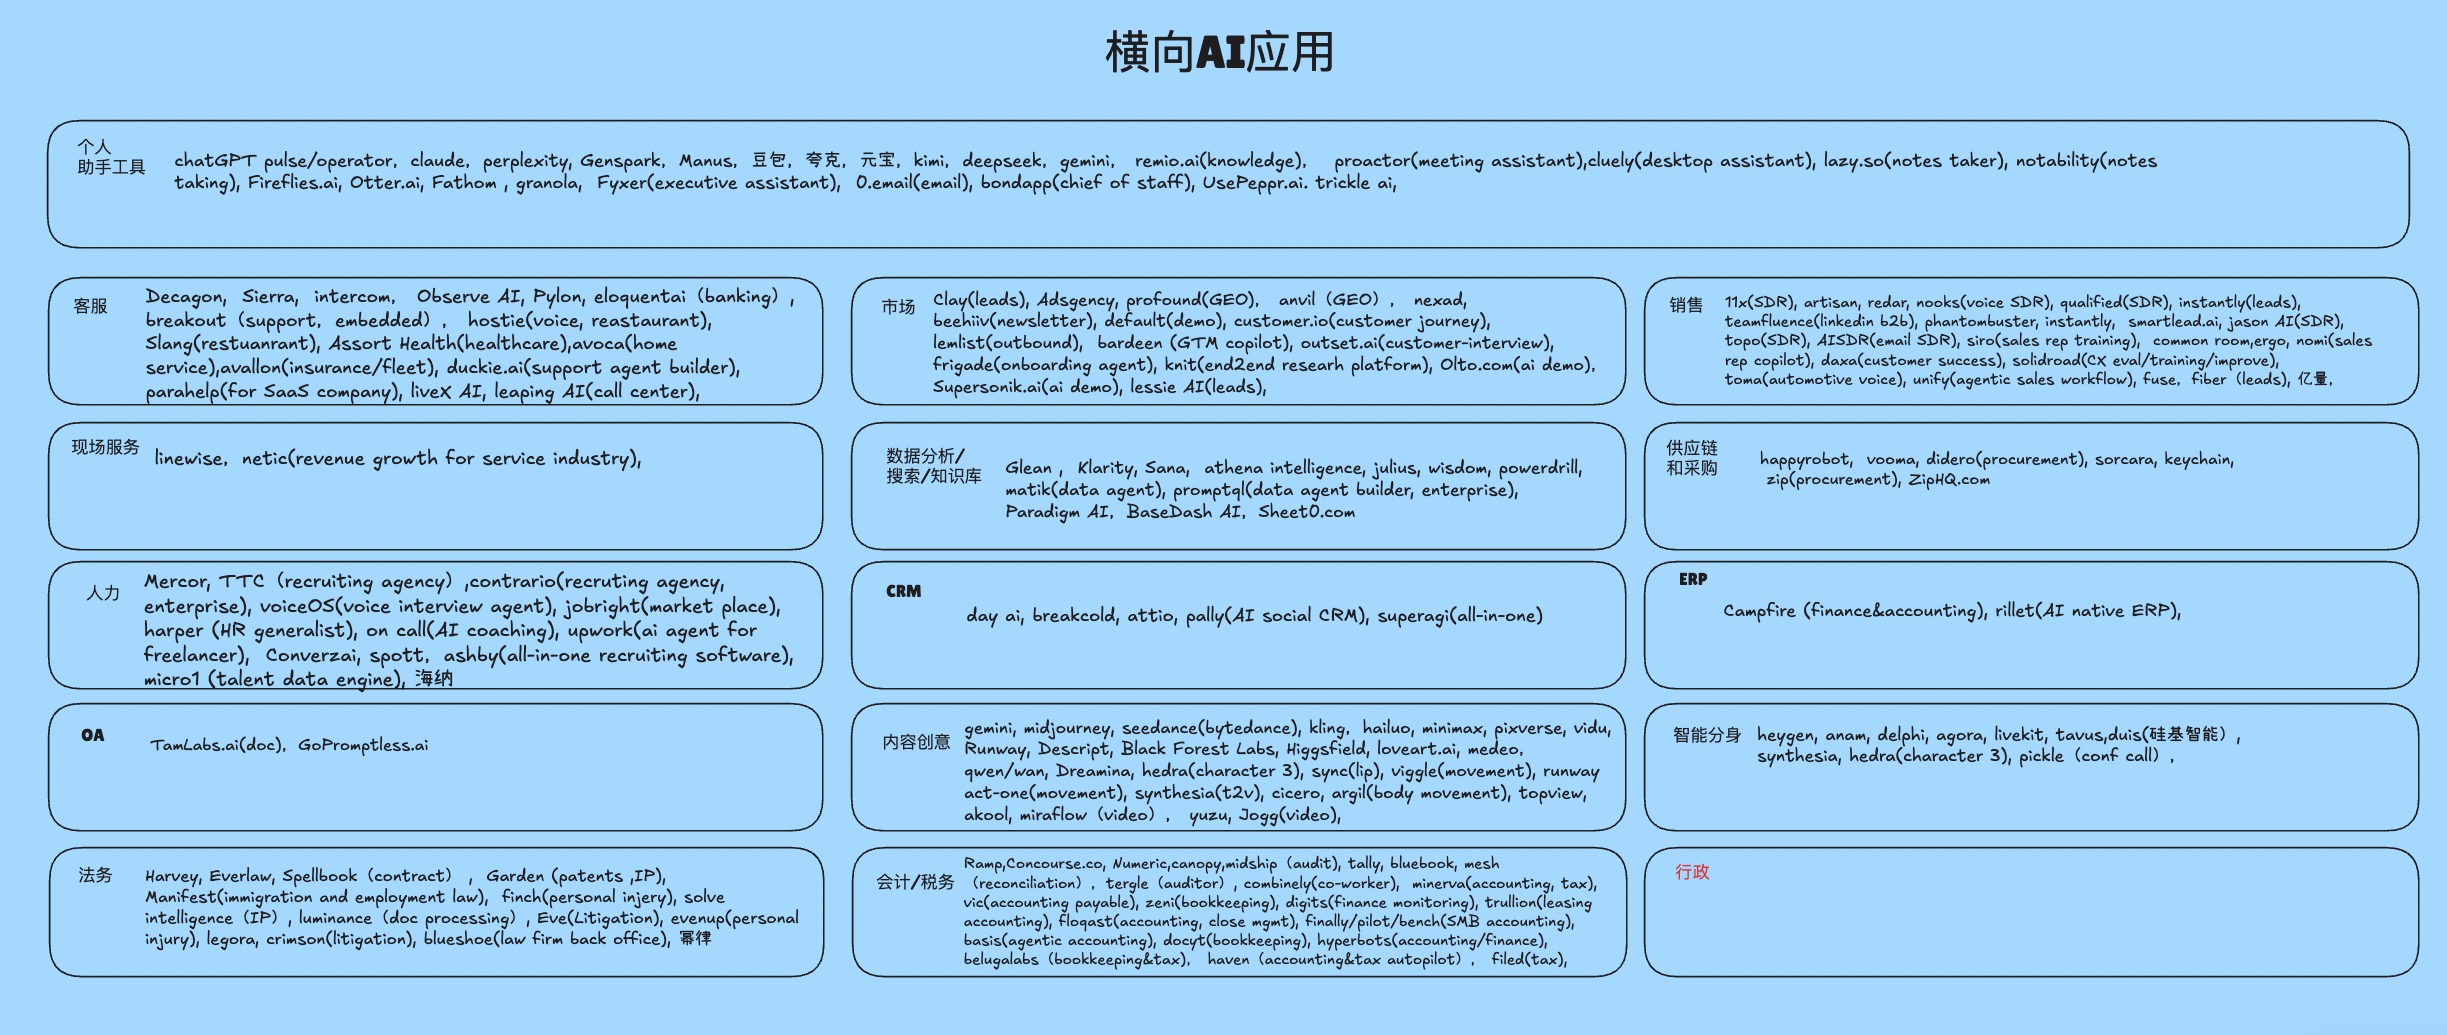 横向AI应用
个人
助手工具
chatGPT pulse/operator, claude, perplexity, Genspark, Manus, 豆包, 夸克, 元宝, kimi, deepseek, gemini, remio.ai(knowledge), proactor(meeting assistant),cluely(desktop assistant), lazy.so(notes taker), notability(notes
taking), Fireflies.ai, Otter.ai, Fathom , granola, Fyxer(executive assistant), 0.email(email), bondapp(chief of staff), UsePeppr.ai. trickle ai,
客服
Decagon, Sierra, intercom, Observe AI, Pylon, eloquentai（banking）,
breakout（support, embedded）, hostie(voice, reastaurant),
Slang(restuanrant), Assort Health(healthcare),avoca(home
service),avallon(insurance/fleet), duckie.ai(support agent builder),
parahelp(for SaaS company), liveX AI, leaping AI(call center),
市场
Clay(leads), Adsgency, profound(GEO), anvil（GEO）, nexad,
beehiiv(newsletter), default(demo), customer.io(customer journey),
lemlist(outbound), bardeen (GTM copilot), outset.ai(customer-interview),
frigade(onboarding agent), knit(end2end researh platform), Olto.com(ai demo),
Supersonik.ai(ai demo), lessie AI(leads),
销售
11x(SDR), artisan, redar, nooks(voice SDR), qualified(SDR), instantly(leads),
teamfluence(linkedin b2b), phantombuster, instantly, smartlead.ai, jason AI(SDR),
topo(SDR), AISDR(email SDR), siro(sales rep training), common room,ergo, nomi(sales
rep copilot), daxa(customer success), solidroad(CX eval/training/improve),
toma(automotive voice), unify(agentic sales workflow), fuse, fiber（leads), 亿量,
现场服务
linewise, netic(revenue growth for service industry),
数据分析/
搜索/知识库
Glean , Klarity, Sana, athena intelligence, julius, wisdom, powerdrill,
matik(data agent), promptql(data agent builder, enterprise),
Paradigm AI, BaseDash AI, Sheet0.com
供应链
和采购
happyrobot, vooma, didero(procurement), sorcara, keychain,
zip(procurement), ZipHQ.com
人力
Mercor, TTC（recruiting agency）,contrario(recruting agency,
enterprise), voiceOS(voice interview agent), jobright(market place),
harper (HR generalist), on call(AI coaching), upwork(ai agent for
freelancer), Converzai, spott, ashby(all-in-one recruiting software),
micro1 (talent data engine), 海纳
CRM
day ai, breakcold, attio, pally(AI social CRM), superagi(all-in-one)
ERP
Campfire (finance&accounting), rillet(AI native ERP),
OA
TamLabs.ai(doc), GoPromptless.ai
内容创意
gemini, midjourney, seedance(bytedance), kling, hailuo, minimax, pixverse, vidu,
Runway, Descript, Black Forest Labs, Higgsfield, loveart.ai, medeo,
qwen/wan, Dreamina, hedra(character 3), sync(lip), viggle(movement), runway
act-one(movement), synthesia(t2v), cicero, argil(body movement), topview,
akool, miraflow（video）, yuzu, Jogg(video),
智能分身
heygen, anam, delphi, agora, livekit, tavus,duis(硅基智能）,
synthesia, hedra(character 3), pickle（conf call）,
法务
Harvey, Everlaw, Spellbook（contract） , Garden (patents ,IP),
Manifest(immigration and employment law), finch(personal injery), solve
intelligence（IP）, luminance（doc processing）, Eve(Litigation), evenup(personal
injury), legora, crimson(litigation), blueshoe(law firm back office), 幂律
会计/税务
Ramp,Concourse.co, Numeric,canopy,midship（audit), tally, bluebook, mesh
（reconciliation）, tergle（auditor）, combinely(co-worker), minerva(accounting, tax),
vic(accounting payable), zeni(bookkeeping), digits(finance monitoring), trullion(leasing
accounting), floqast(accounting, close mgmt), finally/pilot/bench(SMB accounting),
basis(agentic accounting), docyt(bookkeeping), hyperbots(accounting/finance),
belugalabs（bookkeeping&tax), haven（accounting&tax autopilot）, filed(tax),
行政